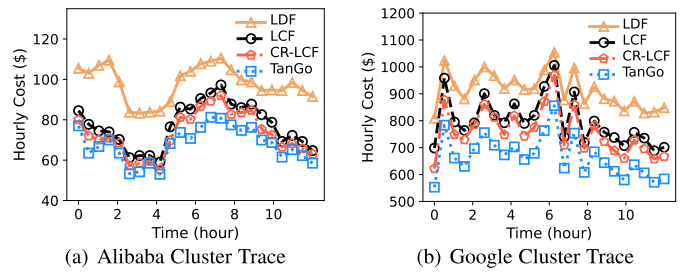 LDF
LCF
CR-LCF
TanGo
120
100
80
60
40
Hourly Cost ($)
0 2 4 6 8 10
Time (hour)
(a) Alibaba Cluster Trace
LDF
LCF
CR-LCF
TanGo
1200
1100
1000
900
800
700
600
500
Hourly Cost ($)
0 2 4 6 8 10
Time (hour)
(b) Google Cluster Trace